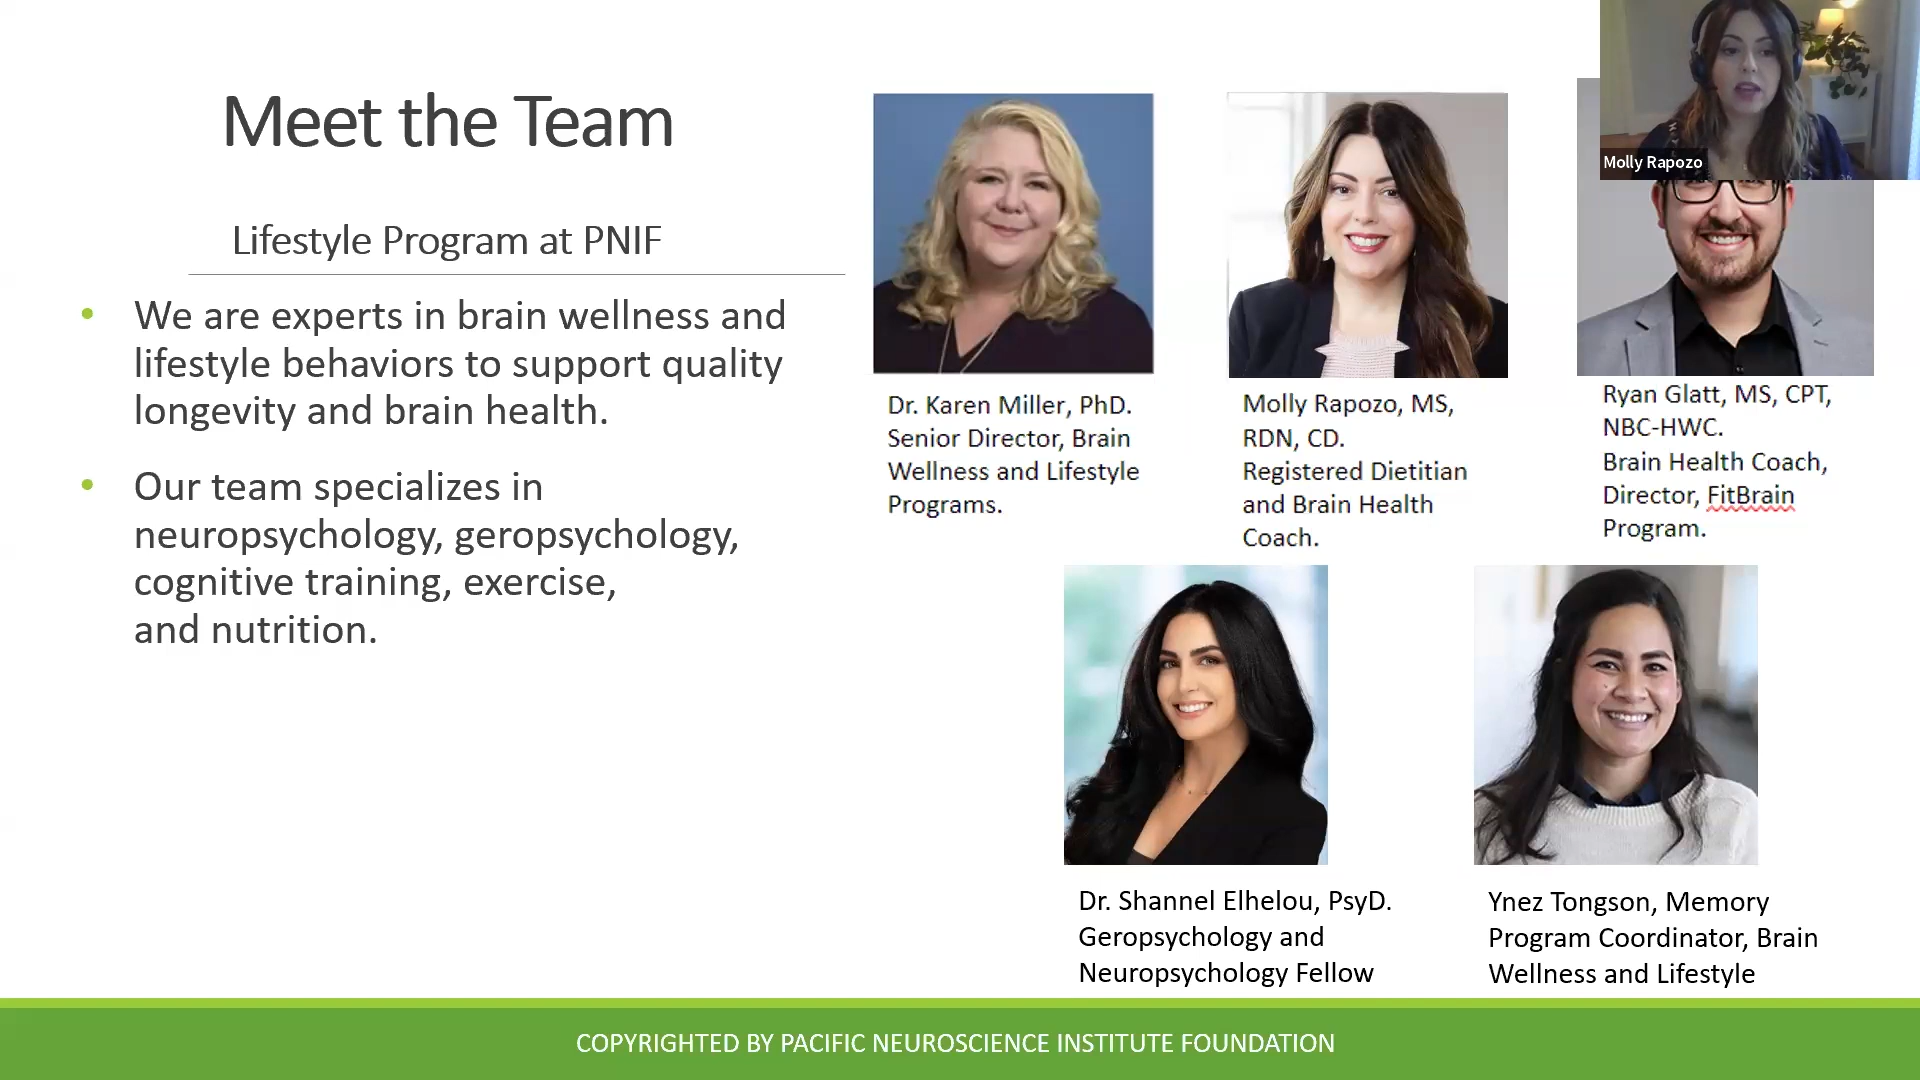 Meet the Team
Lifestyle Program at PNIF
• We are experts in brain wellness and
lifestyle behaviors to support quality
longevity and brain health.
• Our team specializes in
neuropsychology, geropsychology,
cognitive training, exercise,
and nutrition.
Molly Rapozo
Dr. Karen Miller, PhD.
Senior Director, Brain
Wellness and Lifestyle
Programs.
Molly Rapozo, MS,
RDN, CD.
Registered Dietitian
and Brain Health
Coach.
Ryan Glatt, MS, CPT,
NBC-HWC.
Brain Health Coach,
Director, FitBrain
Program.
Dr. Shannel Elhelou, PsyD.
Geropsychology and
Neuropsychology Fellow
Ynez Tongson, Memory
Program Coordinator, Brain
Wellness and Lifestyle
COPYRIGHTED BY PACIFIC NEUROSCIENCE INSTITUTE FOUNDATION